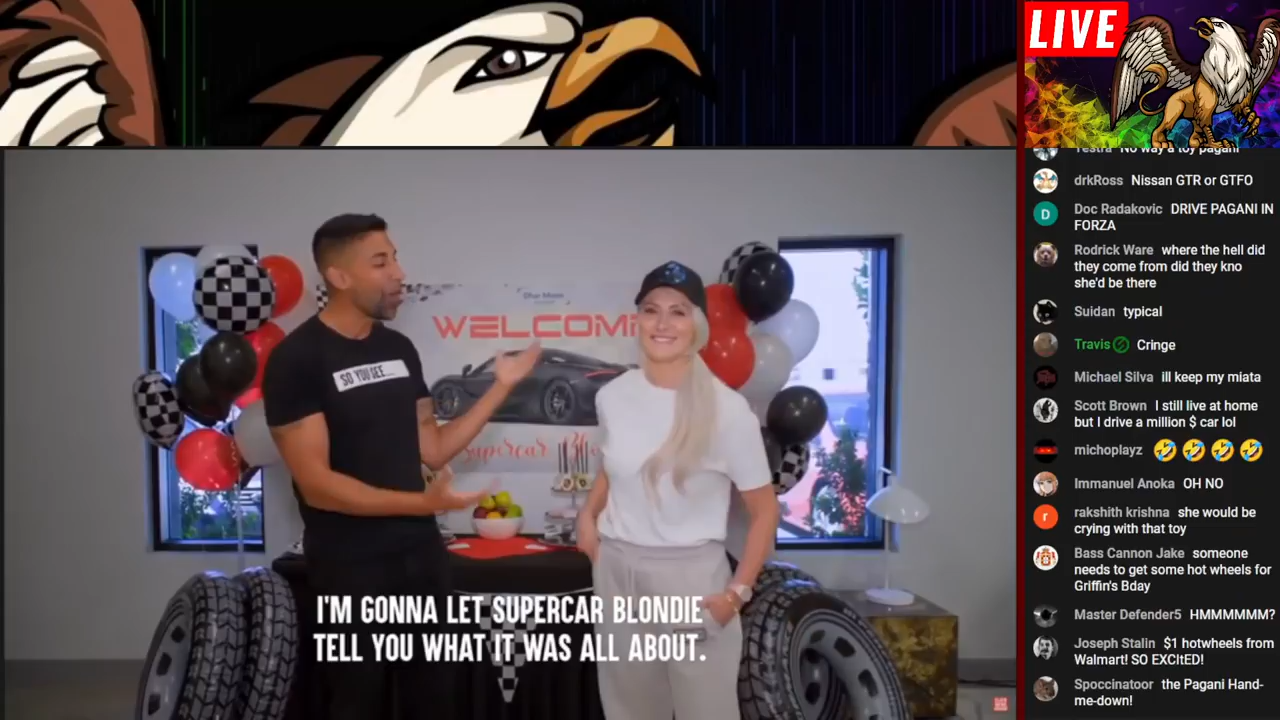 LIVE
Testra No way a toy pagani
drkRoss Nissan GTR or GTFO
Doc Radakovic DRIVE PAGANI IN
FORZA
Rodrick Ware where the hell did
they come from did they kno
she'd be there
Suidan typical
Travis Cringe
Michael Silva ill keep my miata
Scott Brown I still live at home
but I drive a million $ car lol
michoplayz
Immanuel Anoka OH NO
rakshith krishna she would be
crying with that toy
Bass Cannon Jake someone
needs to get some hot wheels for
Griffin's Bday
Master Defender5 HMMMMMM?
Joseph Stalin $1 hotwheels from
Walmart! SO EXCItED!
Spoccinatoor the Pagani Hand-
me-down!
D
r
Dhar Mann
WELCOM
Supercar Blo
SO YOU SEE...
I'M GONNA LET SUPERCAR BLONDIE
TELL YOU WHAT IT WAS ALL ABOUT.